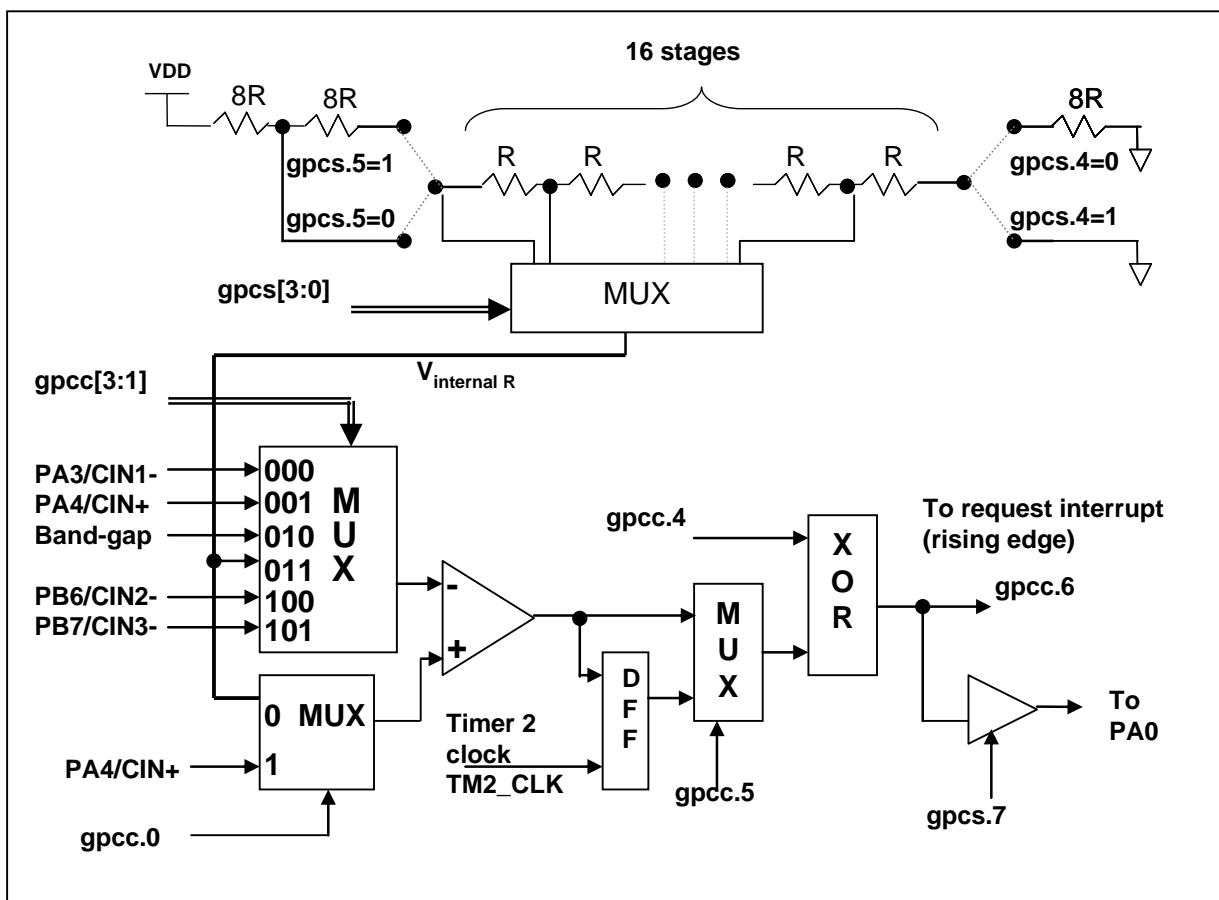 16 stages
VDD
8R
8R
8R
gpcs.5=1
R
R
R
R
gpcs.4=0
gpcs.5=0
gpcs.4=1
gpcs[3:0]
MUX
Vinternal R
gpcc[3:1]
PA3/CIN1-
000
PA4/CIN+
001
Band-gap
010
011
PB6/CIN2-
100
PB7/CIN3-
101
M
U
X
-
+
gpcc.4
X
O
R
To request interrupt
(rising edge)
gpcc.6
M
U
X
D
F
F
0 MUX
1
PA4/CIN+
gpcc.0
Timer 2
clock
TM2_CLK
gpcc.5
To
PA0
gpcs.7